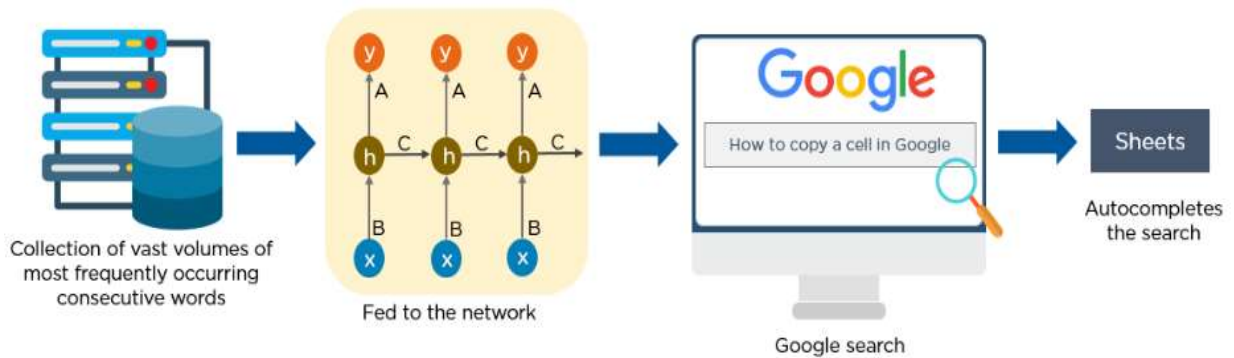 Collection of vast volumes of
most frequently occurring
consecutive words
y y y
A A A
C C C
h h h
B B B
x x x
Fed to the network
Google
How to copy a cell in Google
Google search
Sheets
Autocompletes
the search